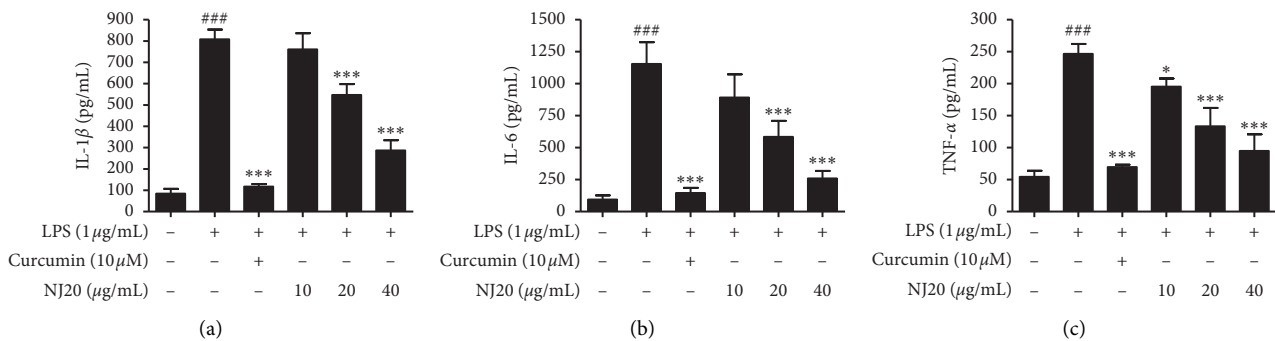 900
800
700
600
500
400
300
200
100
0
IL-1β (pg/mL)
###
***
***
***
LPS (1 μg/mL) – + + + + +
Curcumin (10 μM) – – + – – –
NJ20 (μg/mL) – – – 10 20 40
(a)
1500
1250
1000
750
500
250
0
IL-6 (pg/mL)
###
***
***
***
LPS (1 μg/mL) – + + + + +
Curcumin (10 μM) – – + – – –
NJ20 (μg/mL) – – – 10 20 40
(b)
300
250
200
150
100
50
0
TNF-α (pg/mL)
###
***
*
***
***
LPS (1 μg/mL) – + + + + +
Curcumin (10 μM) – – + – – –
NJ20 (μg/mL) – – – 10 20 40
(c)